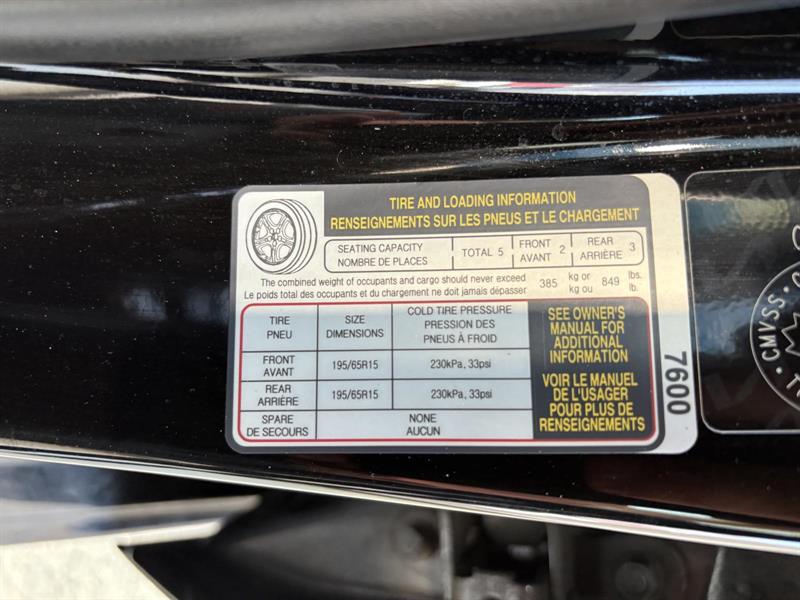 TIRE AND LOADING INFORMATION
RENSEIGNEMENTS SUR LES PNEUS ET LE CHARGEMENT
SEATING CAPACITY
NOMBRE DE PLACES
TOTAL 5
FRONT
AVANT 2
REAR
ARRIÈRE 3
The combined weight of occupants and cargo should never exceed
Le poids total des occupants et du chargement ne doit jamais dépasser
385 kg or
kg ou 849 lbs.
lb.
TIRE
PNEU
SIZE
DIMENSIONS
COLD TIRE PRESSURE
PRESSION DES
PNEUS À FROID
FRONT
AVANT
195/65R15
230kPa, 33psi
REAR
ARRIÈRE
195/65R15
230kPa, 33psi
SPARE
DE SECOURS
NONE
AUCUN
SEE OWNER'S
MANUAL FOR
ADDITIONAL
INFORMATION
VOIR LE MANUEL
DE L'USAGER
POUR PLUS DE
RENSEIGNEMENTS
7600
CMVSS